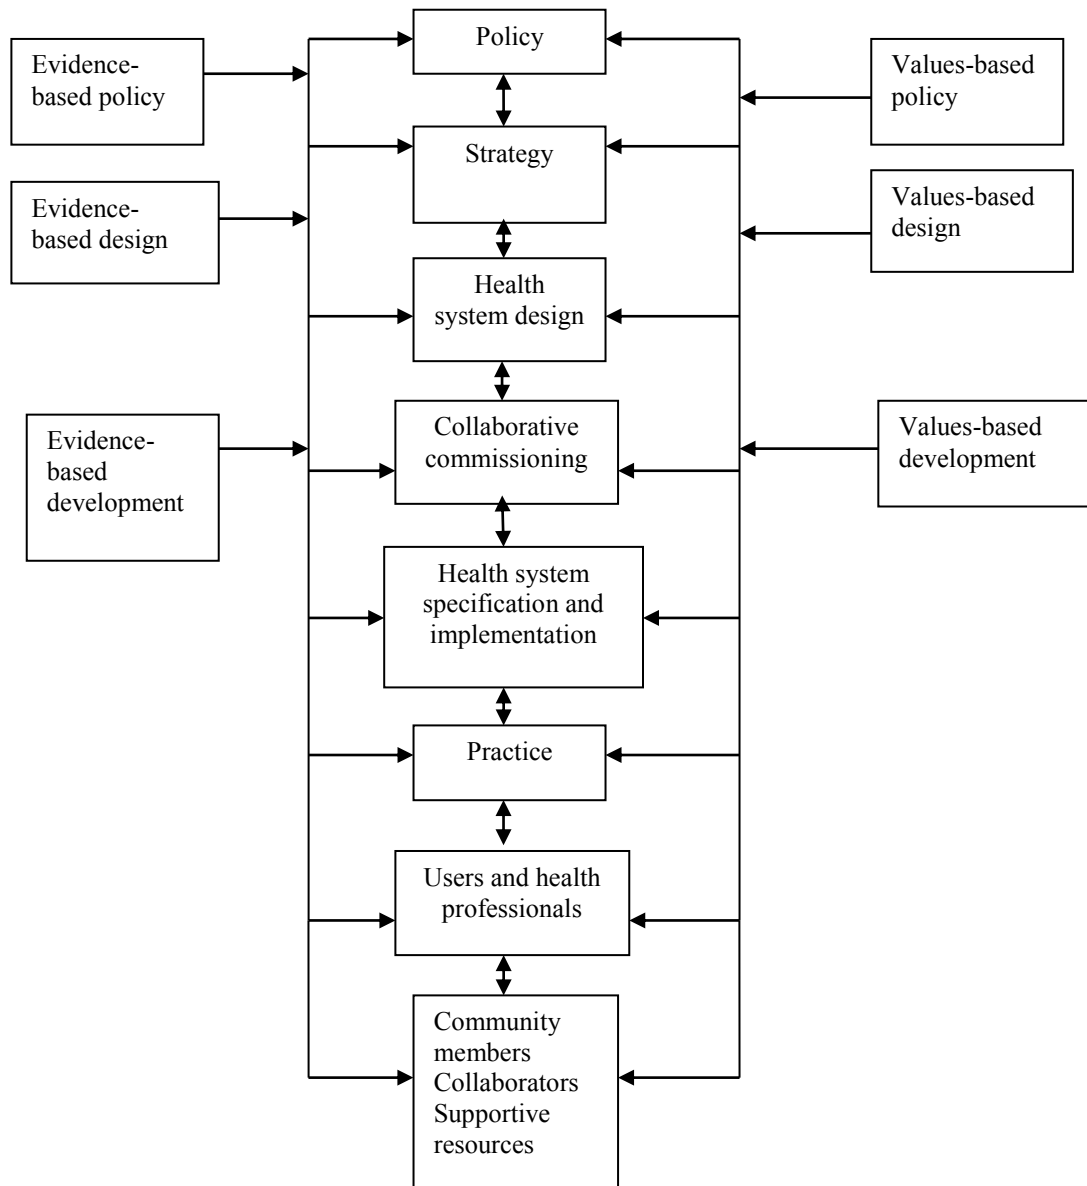 Policy
Evidence-
based policy
Values-based
policy
Strategy
Evidence-
based design
Values-based
design
Health
system design
Collaborative
commissioning
Evidence-
based
development
Values-based
development
Health system
specification and
implementation
Practice
Users and health
professionals
Community
members
Collaborators
Supportive
resources